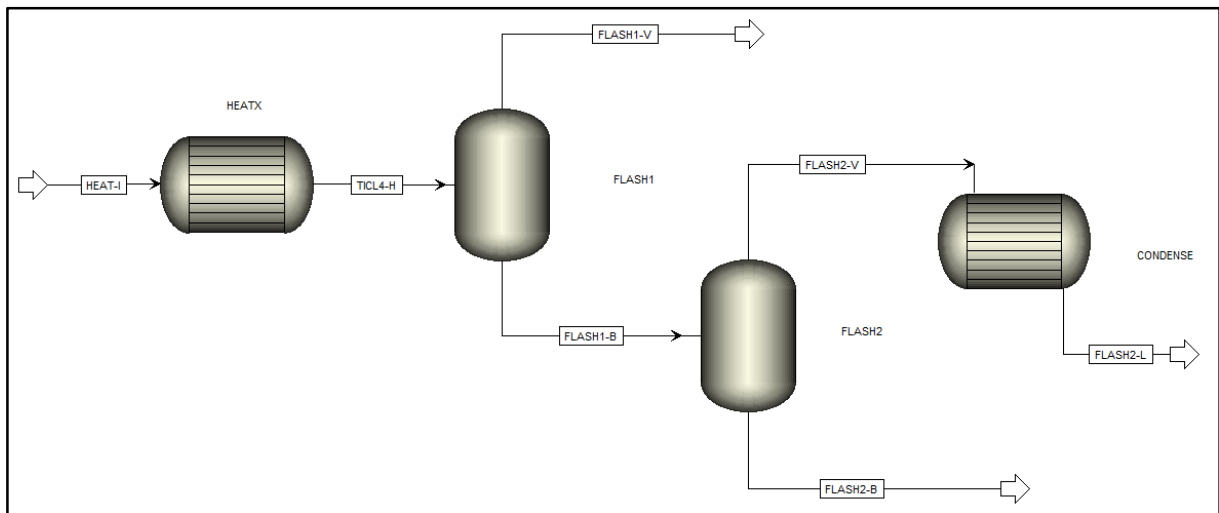 FLASH1-V
HEATX
FLASH2-V
FLASH1
HEAT-I
TICL4-H
CONDENSE
FLASH1-B
FLASH2
FLASH2-L
FLASH2-B